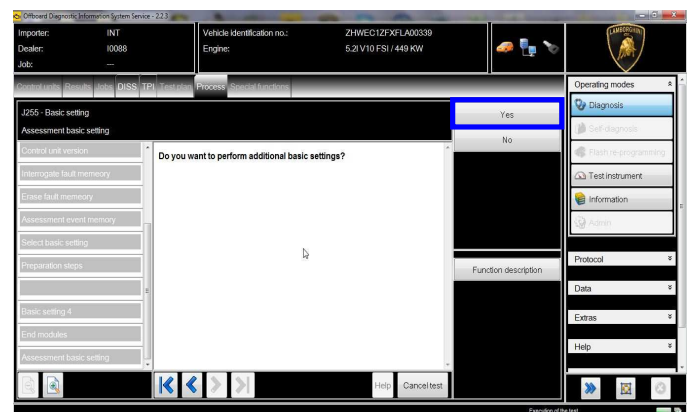 Offboard Diagnostic Information System Service - 2.2.3
Importer: INT
Dealer: I0088
Job: ---
Vehicle identification no.: ZHWEC1ZFXFLA00339
Engine: 5.2l V10 FSI / 449 KW
LAMBORGHINI
Control units Results Jobs DISS TPI Test plan Process Special functions
J255 - Basic setting
Assessment basic setting
Control unit version
Interrogate fault memeory
Erase fault memeory
Assessment event memory
Select basic setting
Preparation steps
Basic setting 4
End modules
Assessment basic setting
Do you want to perform additional basic settings?
Yes
No
Function description
Help
Cancel test
Operating modes
Diagnosis
Self-diagnosis
Flash re-programming
Test instrument
Information
Admin
Protocol
Data
Extras
Help
Execution of the test